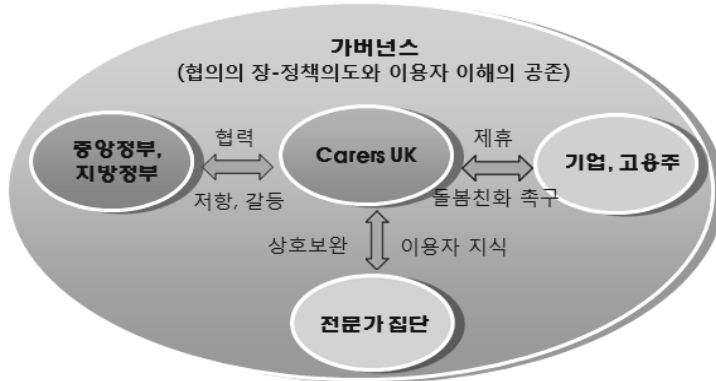 가버넌스
(협의의 장-정책의도와 이용자 이해의 공존)
중앙정부,
지방정부
협력
저항, 갈등
Carers UK
제휴
돌봄친화 촉구
기업, 고용주
상호보완
이용자 지식
전문가 집단